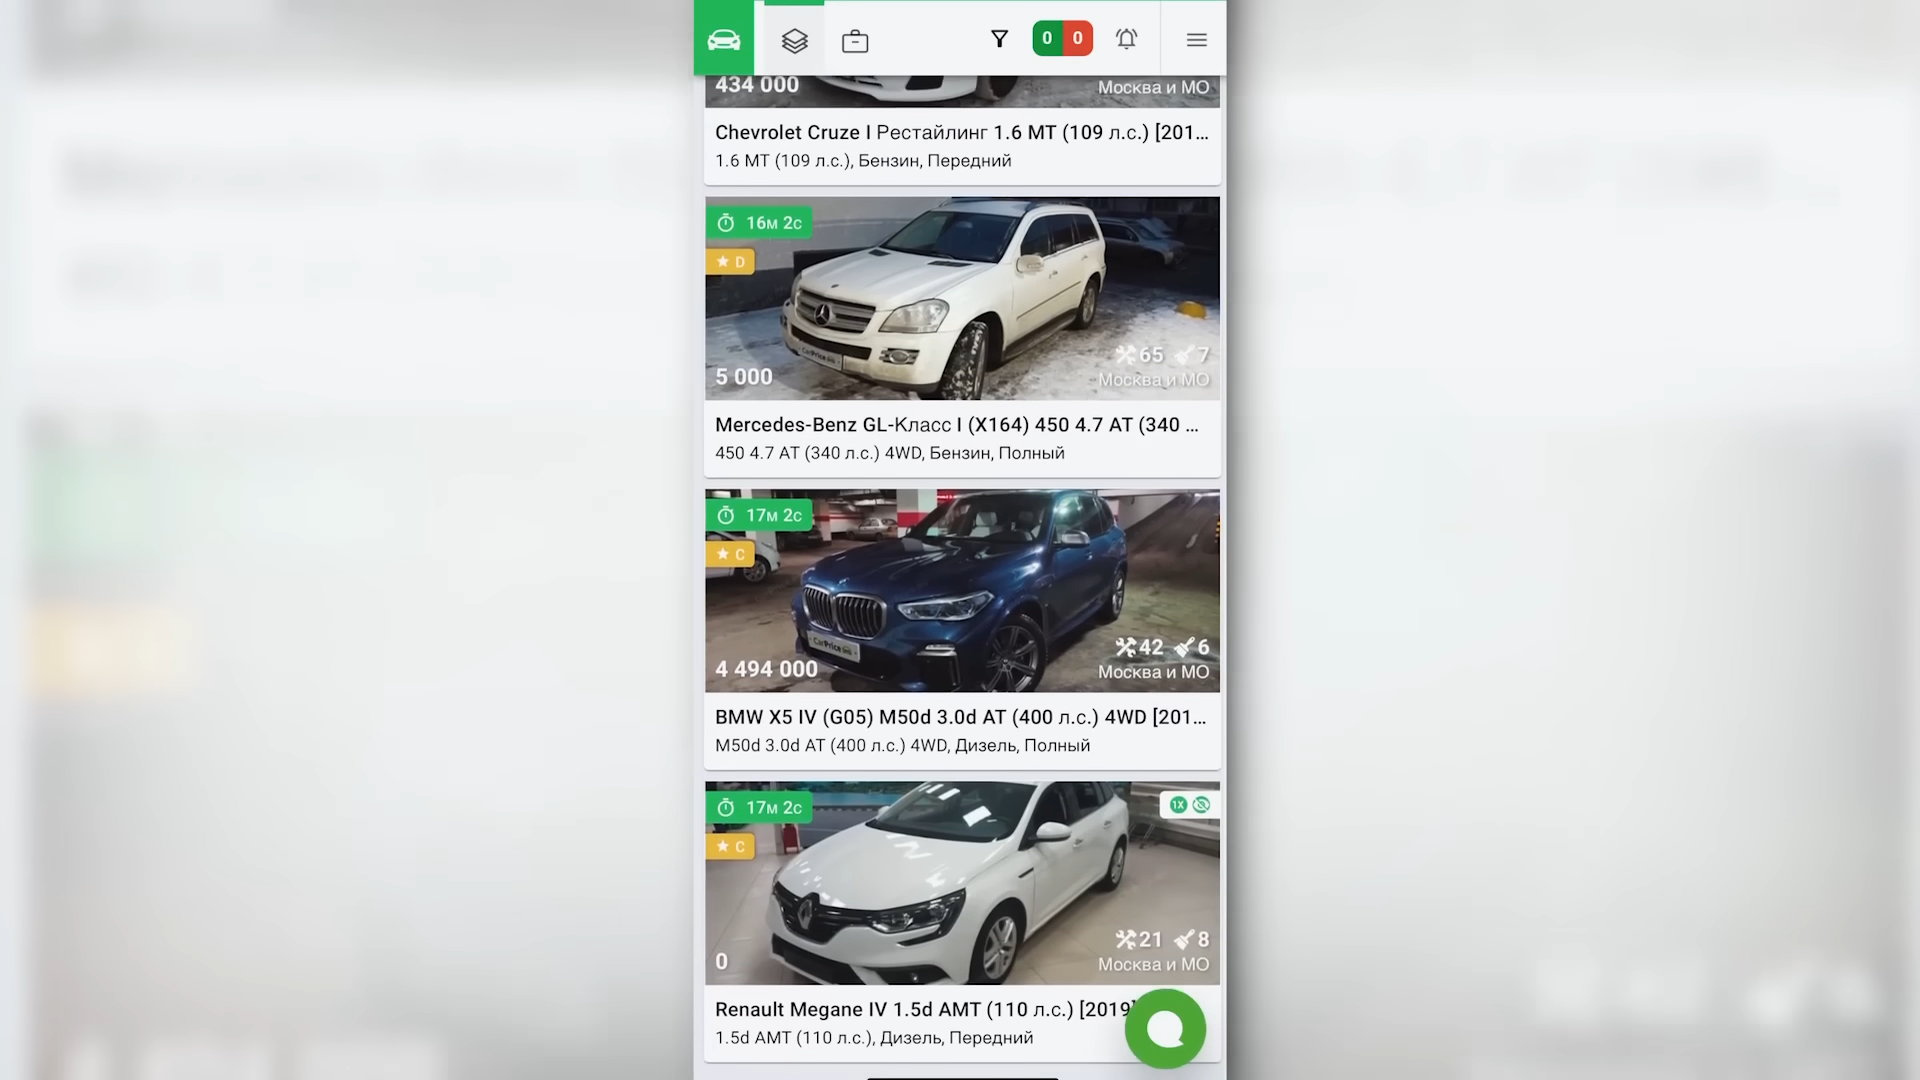 0 0
434 000
Москва и МО
Chevrolet Cruze I Рестайлинг 1.6 MT (109 л.с.) [201...
1.6 MT (109 л.с.), Бензин, Передний
16м 2с
D
CarPrice
65 7
5 000
Москва и МО
Mercedes-Benz GL-Класс I (X164) 450 4.7 AT (340 ...
450 4.7 AT (340 л.с.) 4WD, Бензин, Полный
17м 2с
C
CarPrice
42 6
4 494 000
Москва и МО
BMW X5 IV (G05) M50d 3.0d AT (400 л.с.) 4WD [201...
M50d 3.0d AT (400 л.с.) 4WD, Дизель, Полный
17м 2с
1X
C
21 8
0
Москва и МО
Renault Megane IV 1.5d AMT (110 л.с.) [2019]
1.5d AMT (110 л.с.), Дизель, Передний